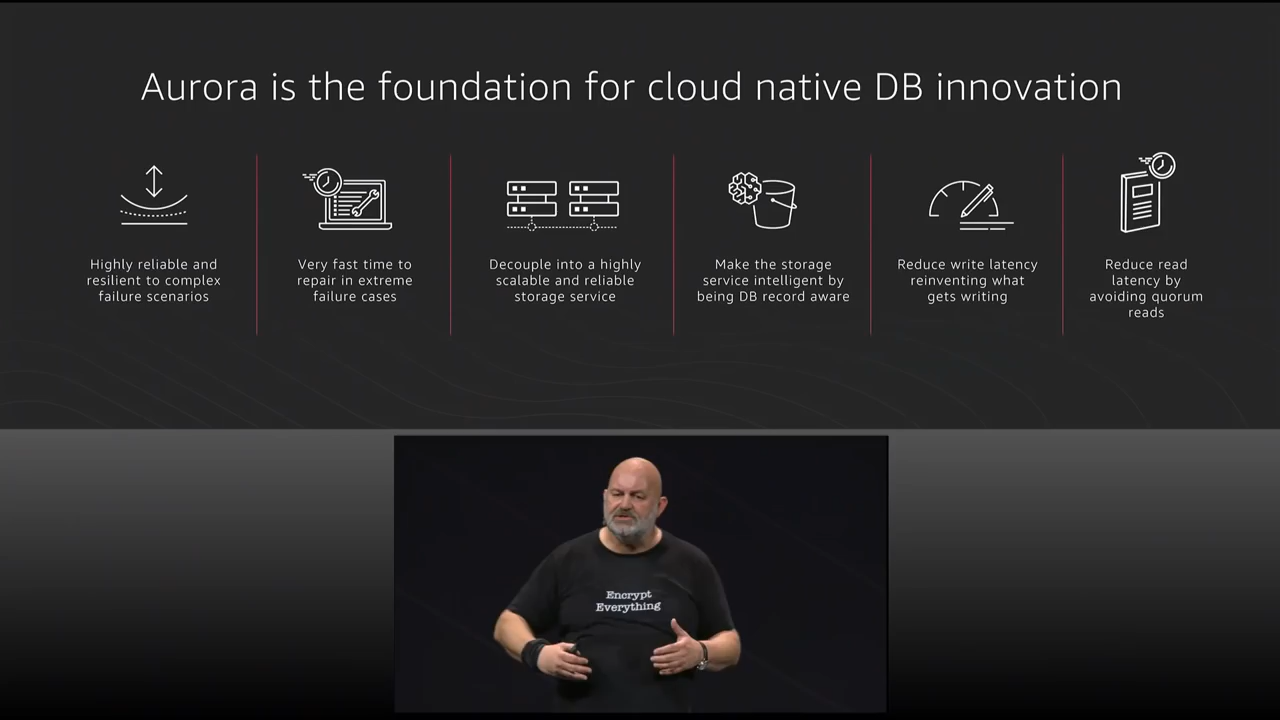 Aurora is the foundation for cloud native DB innovation
Highly reliable and
resilient to complex
failure scenarios
Very fast time to
repair in extreme
failure cases
Decouple into a highly
scalable and reliable
storage service
Make the storage
service intelligent by
being DB record aware
Reduce write latency
reinventing what
gets writing
Reduce read
latency by
avoiding quorum
reads
Encrypt
Everything